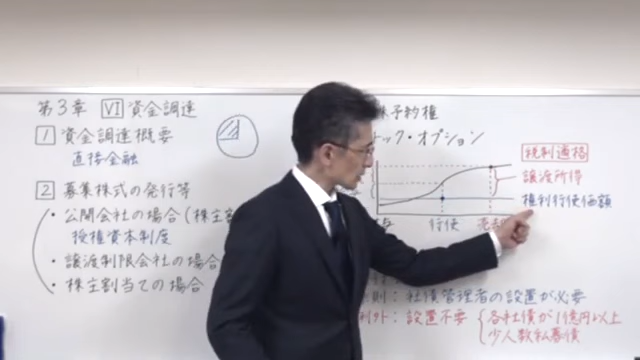 第3章 VI 資金調達
1 資金調達概要
直接金融
2 募集株式の発行等
・公開会社の場合(株主割
授権資本制度
・譲渡制限会社の場合
・株主割当ての場合
株予約権
ック・オプション
税制適格
譲渡所得
権利行使価額
行使
売却
則:社債管理者の設置が必要
例外:設置不要
各社債が1億円以上
少人数私募債